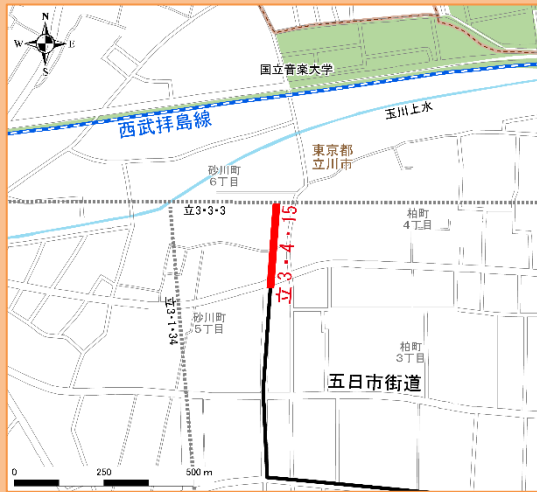 N
W E
S
国立音楽大学
玉川上水
西武拝島線
東京都
立川市
砂川町
6丁目
立3・3・3
柏町
4丁目
立3・4・15
立3・1・34
砂川町
5丁目
柏町
3丁目
五日市街道
0 250 500 m